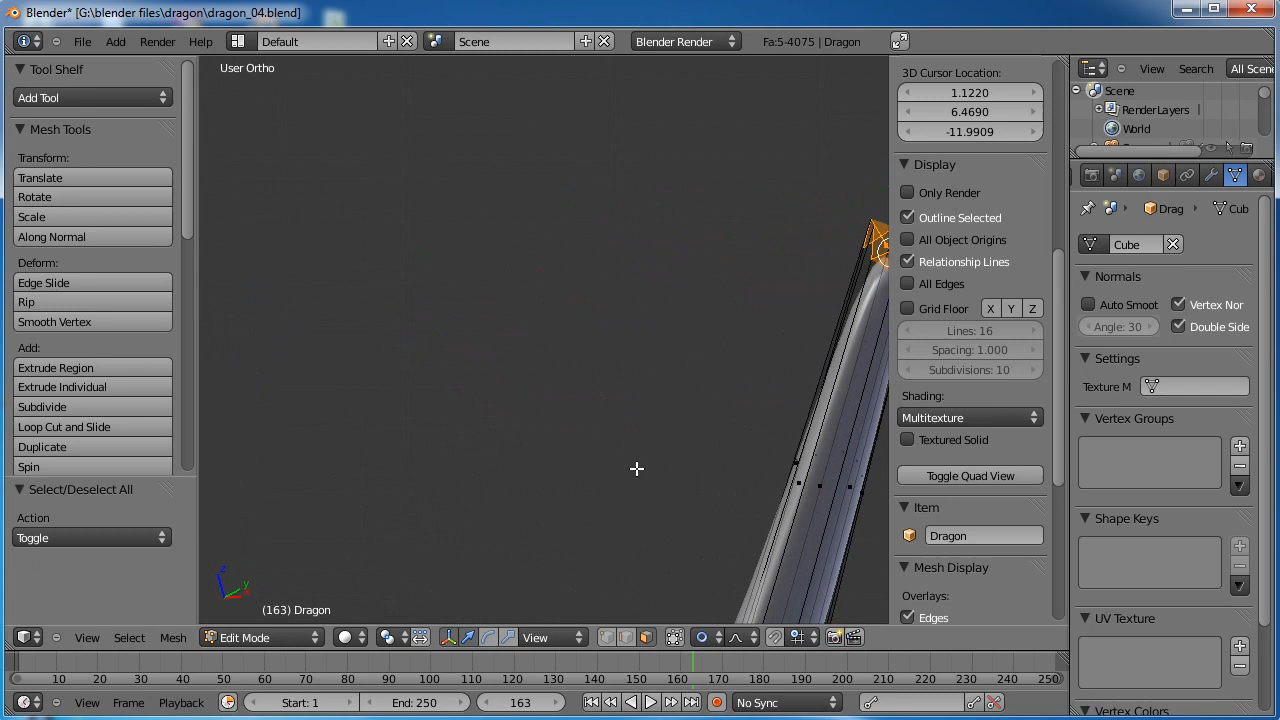 Blender* [G:\blender files\dragon\dragon_04.blend]
File Add Render Help Default Scene Blender Render Fa:5-4075 | Dragon
Tool Shelf
Add Tool
Mesh Tools
Transform:
Translate
Rotate
Scale
Along Normal
Deform:
Edge Slide
Rip
Smooth Vertex
Add:
Extrude Region
Extrude Individual
Subdivide
Loop Cut and Slide
Duplicate
Spin
Select/Deselect All
Action
Toggle
User Ortho
z
y
(163) Dragon
3D Cursor Location:
1.1220
6.4690
-11.9909
Display
Only Render
Outline Selected
All Object Origins
Relationship Lines
All Edges
Grid Floor X Y Z
Lines: 16
Spacing: 1.000
Subdivisions: 10
Shading:
Multitexture
Textured Solid
Toggle Quad View
Item
Dragon
Mesh Display
Overlays:
Edges
View Search All Scene
Scene
RenderLayers
World
Drag Cub
Cube
Normals
Auto Smoot Vertex Nor
Angle: 30 Double Side
Settings
Texture M
Vertex Groups
Shape Keys
UV Texture
Vertex Colors
View Select Mesh Edit Mode View
10 20 30 40 50 60 70 80 90 100 110 120 130 140 150 160 170 180 190 200 210 220 230 240 250
View Frame Playback Start: 1 End: 250 163 No Sync